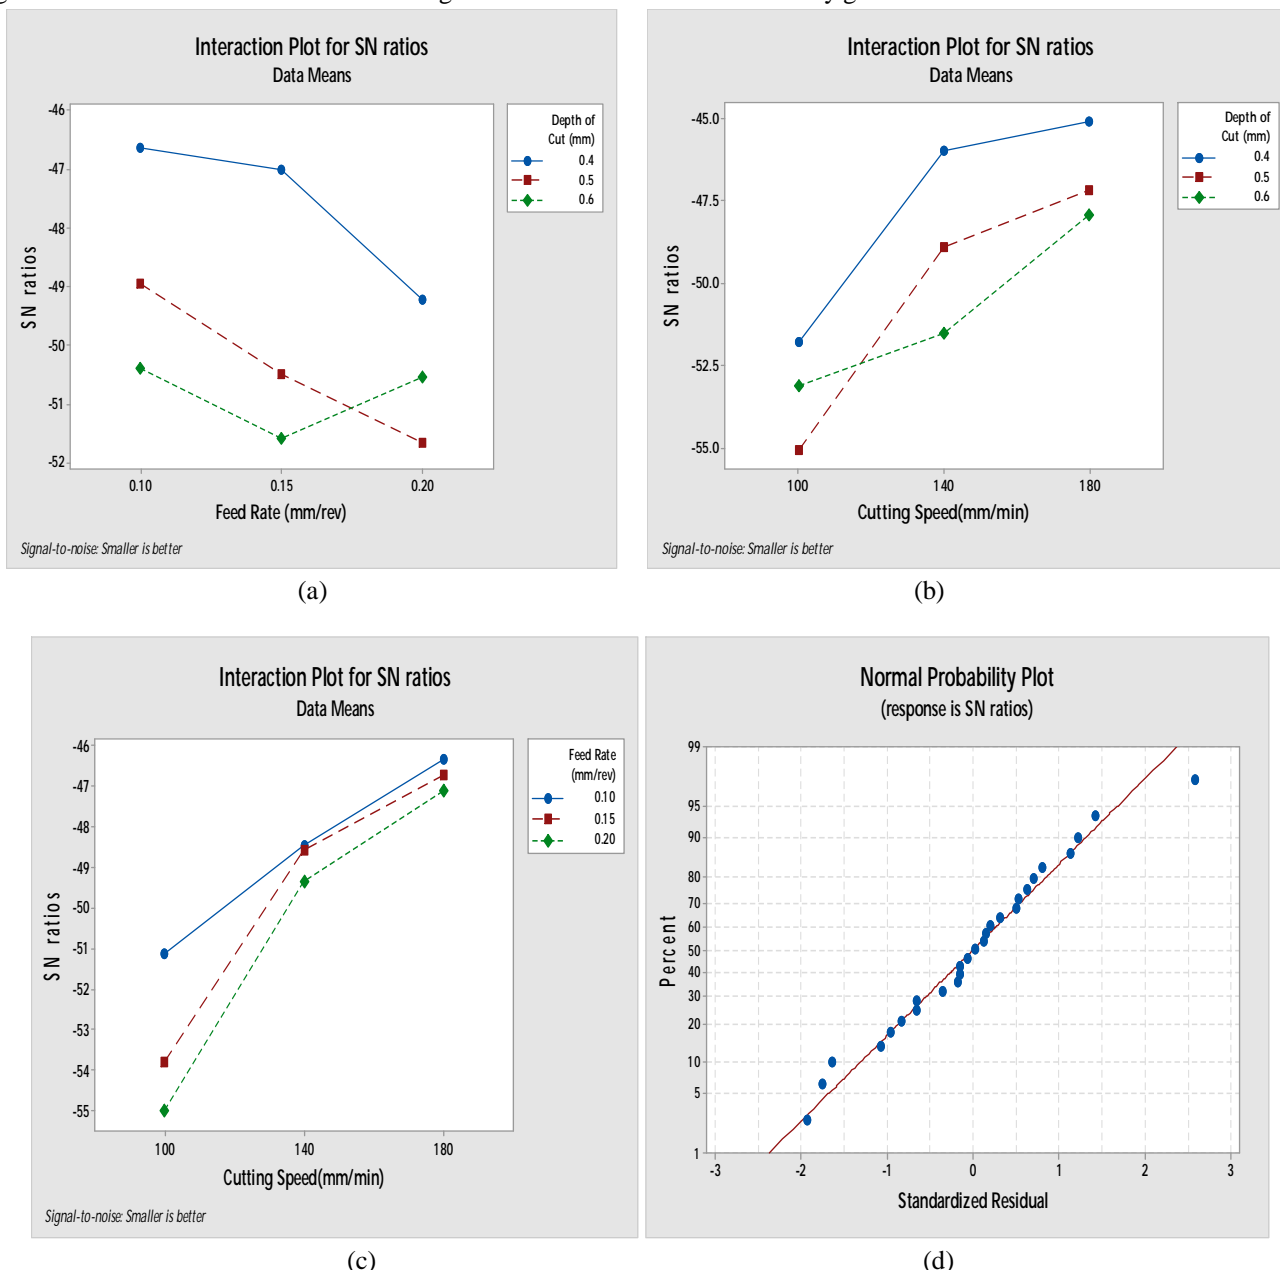 Interaction Plot for SN ratios
Data Means
-46
-47
-48
-49
-50
-51
-52
SN ratios
0.10 0.15 0.20
Feed Rate (mm/rev)
Depth of
Cut (mm)
0.4
0.5
0.6
Signal-to-noise: Smaller is better
(a)
Interaction Plot for SN ratios
Data Means
-45.0
-47.5
-50.0
-52.5
-55.0
SN ratios
100 140 180
Cutting Speed(mm/min)
Depth of
Cut (mm)
0.4
0.5
0.6
Signal-to-noise: Smaller is better
(b)
Interaction Plot for SN ratios
Data Means
-46
-47
-48
-49
-50
-51
-52
-53
-54
-55
SN ratios
100 140 180
Cutting Speed(mm/min)
Feed Rate
(mm/rev)
0.10
0.15
0.20
Signal-to-noise: Smaller is better
(c)
Normal Probability Plot
(response is SN ratios)
99
95
90
80
70
60
50
40
30
20
10
5
1
Percent
-3 -2 -1 0 1 2 3
Standardized Residual
(d)